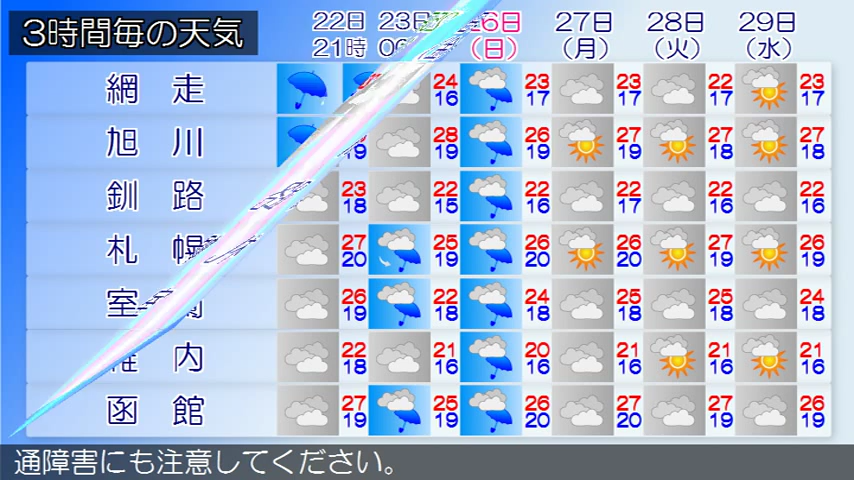 3時間毎の天気
22日 23日 6日 27日 28日 29日
21時 (日) (月) (火) (水)
網 走 24 23 23 22 23
16 17 17 17 17
旭 川 28 26 27 27 27
19 19 19 19 18 18
釧 路 23 22 22 22 22 22
18 15 16 17 16 16
札 幌 27 25 26 26 27 26
20 19 20 20 19 19
室 蘭 26 22 24 25 25 24
19 18 18 18 18 18
稚 内 22 21 20 21 21 21
18 16 16 16 16 16
函 館 27 25 26 27 27 26
19 19 20 20 19 19
通障害にも注意してください。